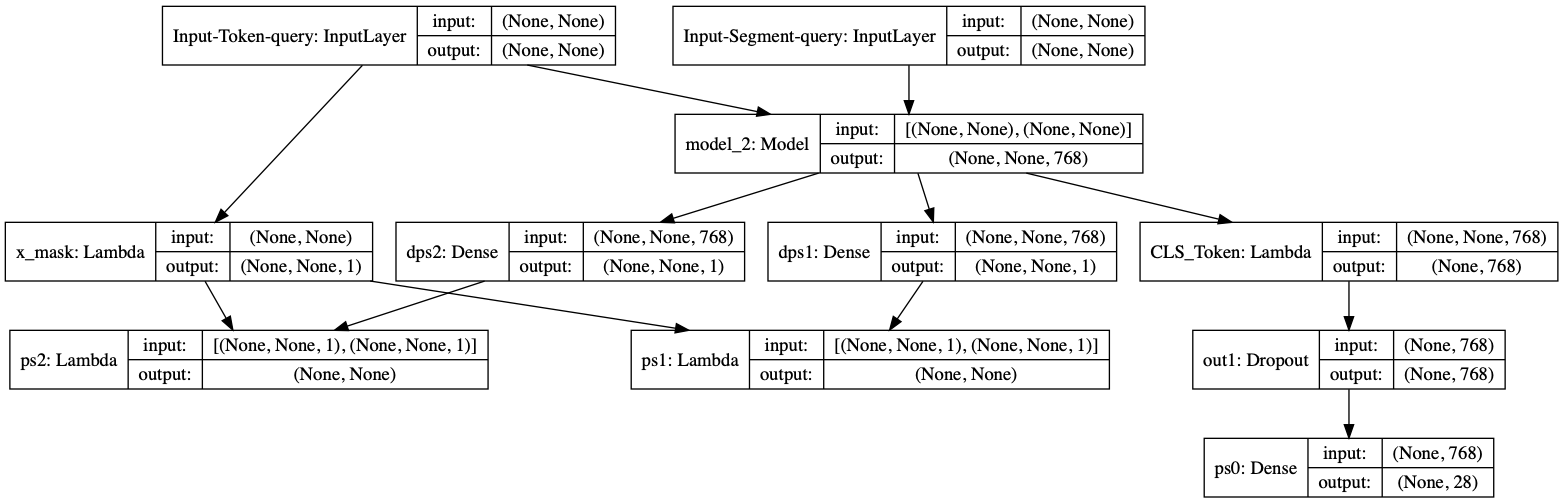 Input-Token-query: InputLayer
input: (None, None)
output: (None, None)
Input-Segment-query: InputLayer
input: (None, None)
output: (None, None)
model_2: Model
input: [(None, None), (None, None)]
output: (None, None, 768)
x_mask: Lambda
input: (None, None)
output: (None, None, 1)
dps2: Dense
input: (None, None, 768)
output: (None, None, 1)
dps1: Dense
input: (None, None, 768)
output: (None, None, 1)
CLS_Token: Lambda
input: (None, None, 768)
output: (None, 768)
ps2: Lambda
input: [(None, None, 1), (None, None, 1)]
output: (None, None)
ps1: Lambda
input: [(None, None, 1), (None, None, 1)]
output: (None, None)
out1: Dropout
input: (None, 768)
output: (None, 768)
ps0: Dense
input: (None, 768)
output: (None, 28)